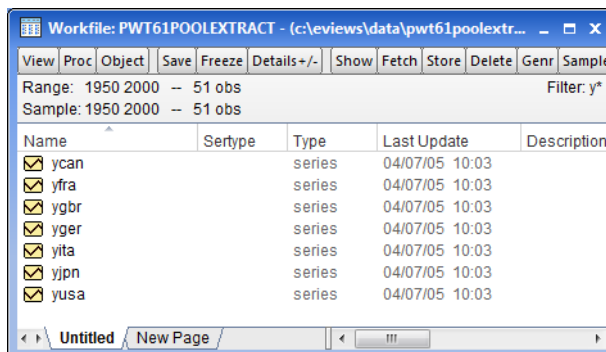 Workfile: PWT61POOLEXTRACT - (c:\eviews\data\pwt61poolextr...
View Proc Object Save Freeze Details+/- Show Fetch Store Delete Genr Sample
Range: 1950 2000 -- 51 obs Filter: y*
Sample: 1950 2000 -- 51 obs
Name Sertype Type Last Update Description
ycan series 04/07/05 10:03
yfra series 04/07/05 10:03
ygbr series 04/07/05 10:03
yger series 04/07/05 10:03
yita series 04/07/05 10:03
yjpn series 04/07/05 10:03
yusa series 04/07/05 10:03
Untitled New Page